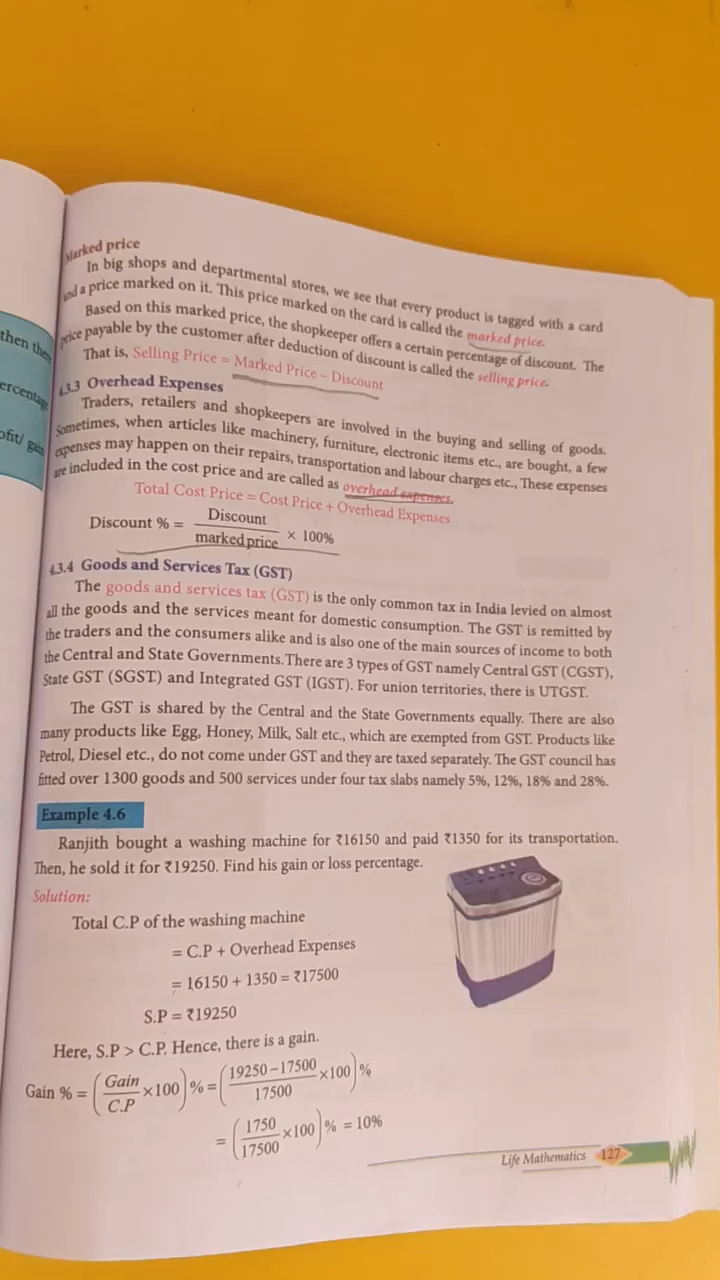 Marked price
In big shops and departmental stores, we see that every product is tagged with a card
and a price marked on it. This price marked on the card is called the marked price.
Based on this marked price, the shopkeeper offers a certain percentage of discount. The
price payable by the customer after deduction of discount is called the selling price.
That is, Selling Price = Marked Price – Discount
4.3.3 Overhead Expenses
Traders, retailers and shopkeepers are involved in the buying and selling of goods.
Sometimes, when articles like machinery, furniture, electronic items etc., are bought, a few
expenses may happen on their repairs, transportation and labour charges etc., These expenses
are included in the cost price and are called as overhead expenses.
Total Cost Price = Cost Price + Overhead Expenses
Discount % = Discount / marked price × 100%
4.3.4 Goods and Services Tax (GST)
The goods and services tax (GST) is the only common tax in India levied on almost
all the goods and the services meant for domestic consumption. The GST is remitted by
the traders and the consumers alike and is also one of the main sources of income to both
the Central and State Governments.There are 3 types of GST namely Central GST (CGST),
State GST (SGST) and Integrated GST (IGST). For union territories, there is UTGST.
The GST is shared by the Central and the State Governments equally. There are also
many products like Egg, Honey, Milk, Salt etc., which are exempted from GST. Products like
Petrol, Diesel etc., do not come under GST and they are taxed separately. The GST council has
fitted over 1300 goods and 500 services under four tax slabs namely 5%, 12%, 18% and 28%.
Example 4.6
Ranjith bought a washing machine for ₹16150 and paid ₹1350 for its transportation.
Then, he sold it for ₹19250. Find his gain or loss percentage.
Solution:
Total C.P of the washing machine
= C.P + Overhead Expenses
= 16150 + 1350 = ₹17500
S.P = ₹19250
Here, S.P > C.P. Hence, there is a gain.
Gain % = (Gain / C.P ×100)% = (19250–17500 / 17500 ×100)%
= (1750 / 17500 ×100)% = 10%
Life Mathematics 127